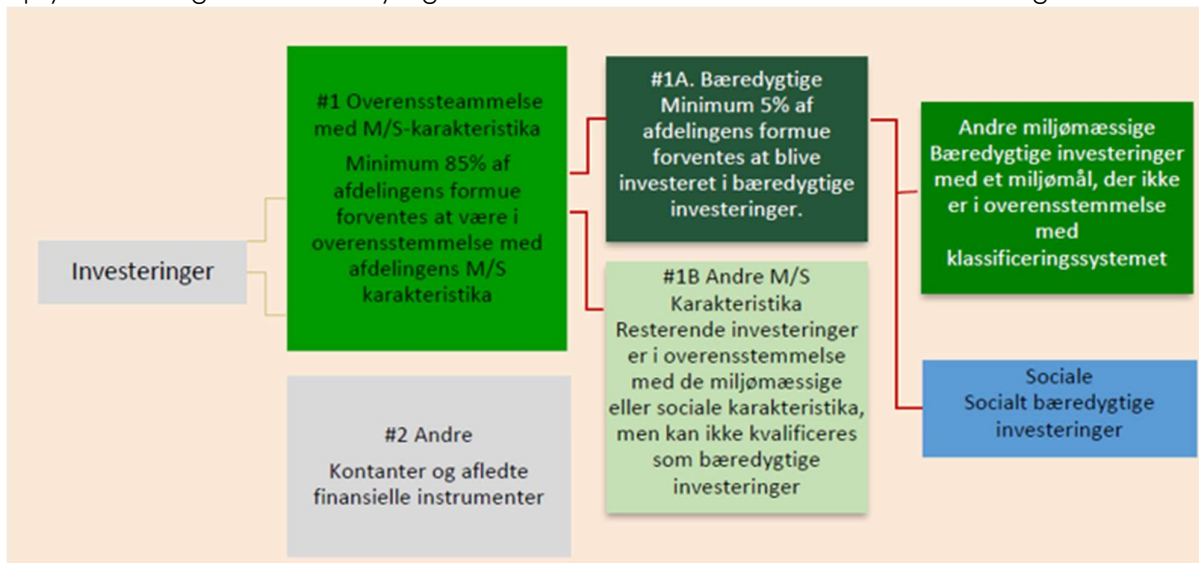 Investeringer
#1 Overenssteammelse
med M/S-karakteristika
Minimum 85% af
afdelingens formue
forventes at være i
overensstemmelse med
afdelingens M/S
karakteristika
#2 Andre
Kontanter og afledte
finansielle instrumenter
#1A. Bæredygtige
Minimum 5% af
afdelingens formue
forventes at blive
investeret i bæredygtige
investeringer.
#1B Andre M/S
Karakteristika
Resterende investeringer
er i overensstemmelse
med de miljømæssige
eller sociale karakteristika,
men kan ikke kvalificeres
som bæredygtige
investeringer
Andre miljømæssige
Bæredygtige investeringer
med et miljømål, der ikke
er i overensstemmelse
med
klassificeringssystemet
Sociale
Socialt bæredygtige
investeringer